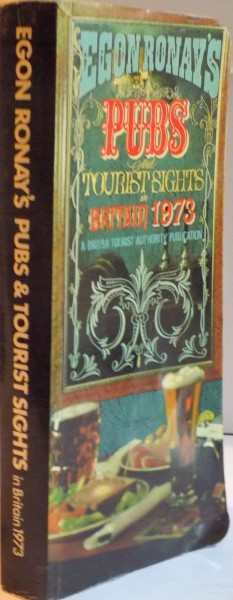 EGON RONAY'S PUBS & TOURIST SIGHTS in Britain 1973
EGON RONAY'S
PUBS
And
TOURIST SIGHTS
in
BRITAIN 1973
A BRITISH TOURIST AUTHORITY PUBLICATION